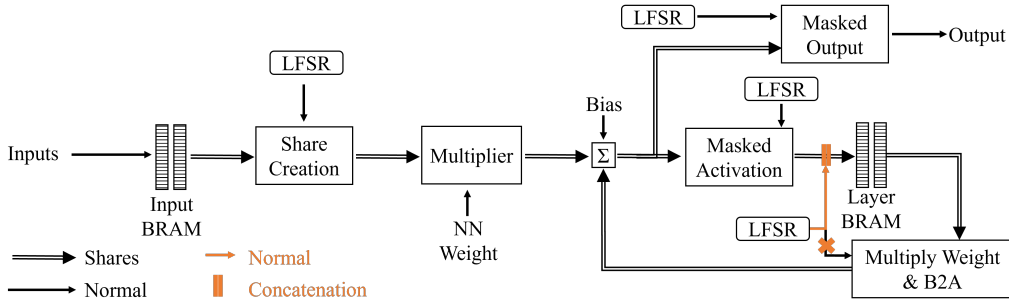 LFSR
Masked
Output
Output
LFSR
LFSR
Bias
Inputs
Share
Creation
Multiplier
Σ
Masked
Activation
Input
BRAM
NN
Weight
Layer
BRAM
LFSR
Multiply Weight
& B2A
Shares
Normal
Normal
Concatenation